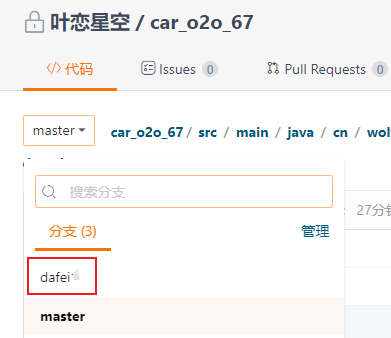 叶恋星空 / car_o2o_67
代码 Issues 0 Pull Requests 0
master car_o2o_67 / src / main / java / cn / wol
搜索分支
27分钟
分支 (3) 管理
dafei
master